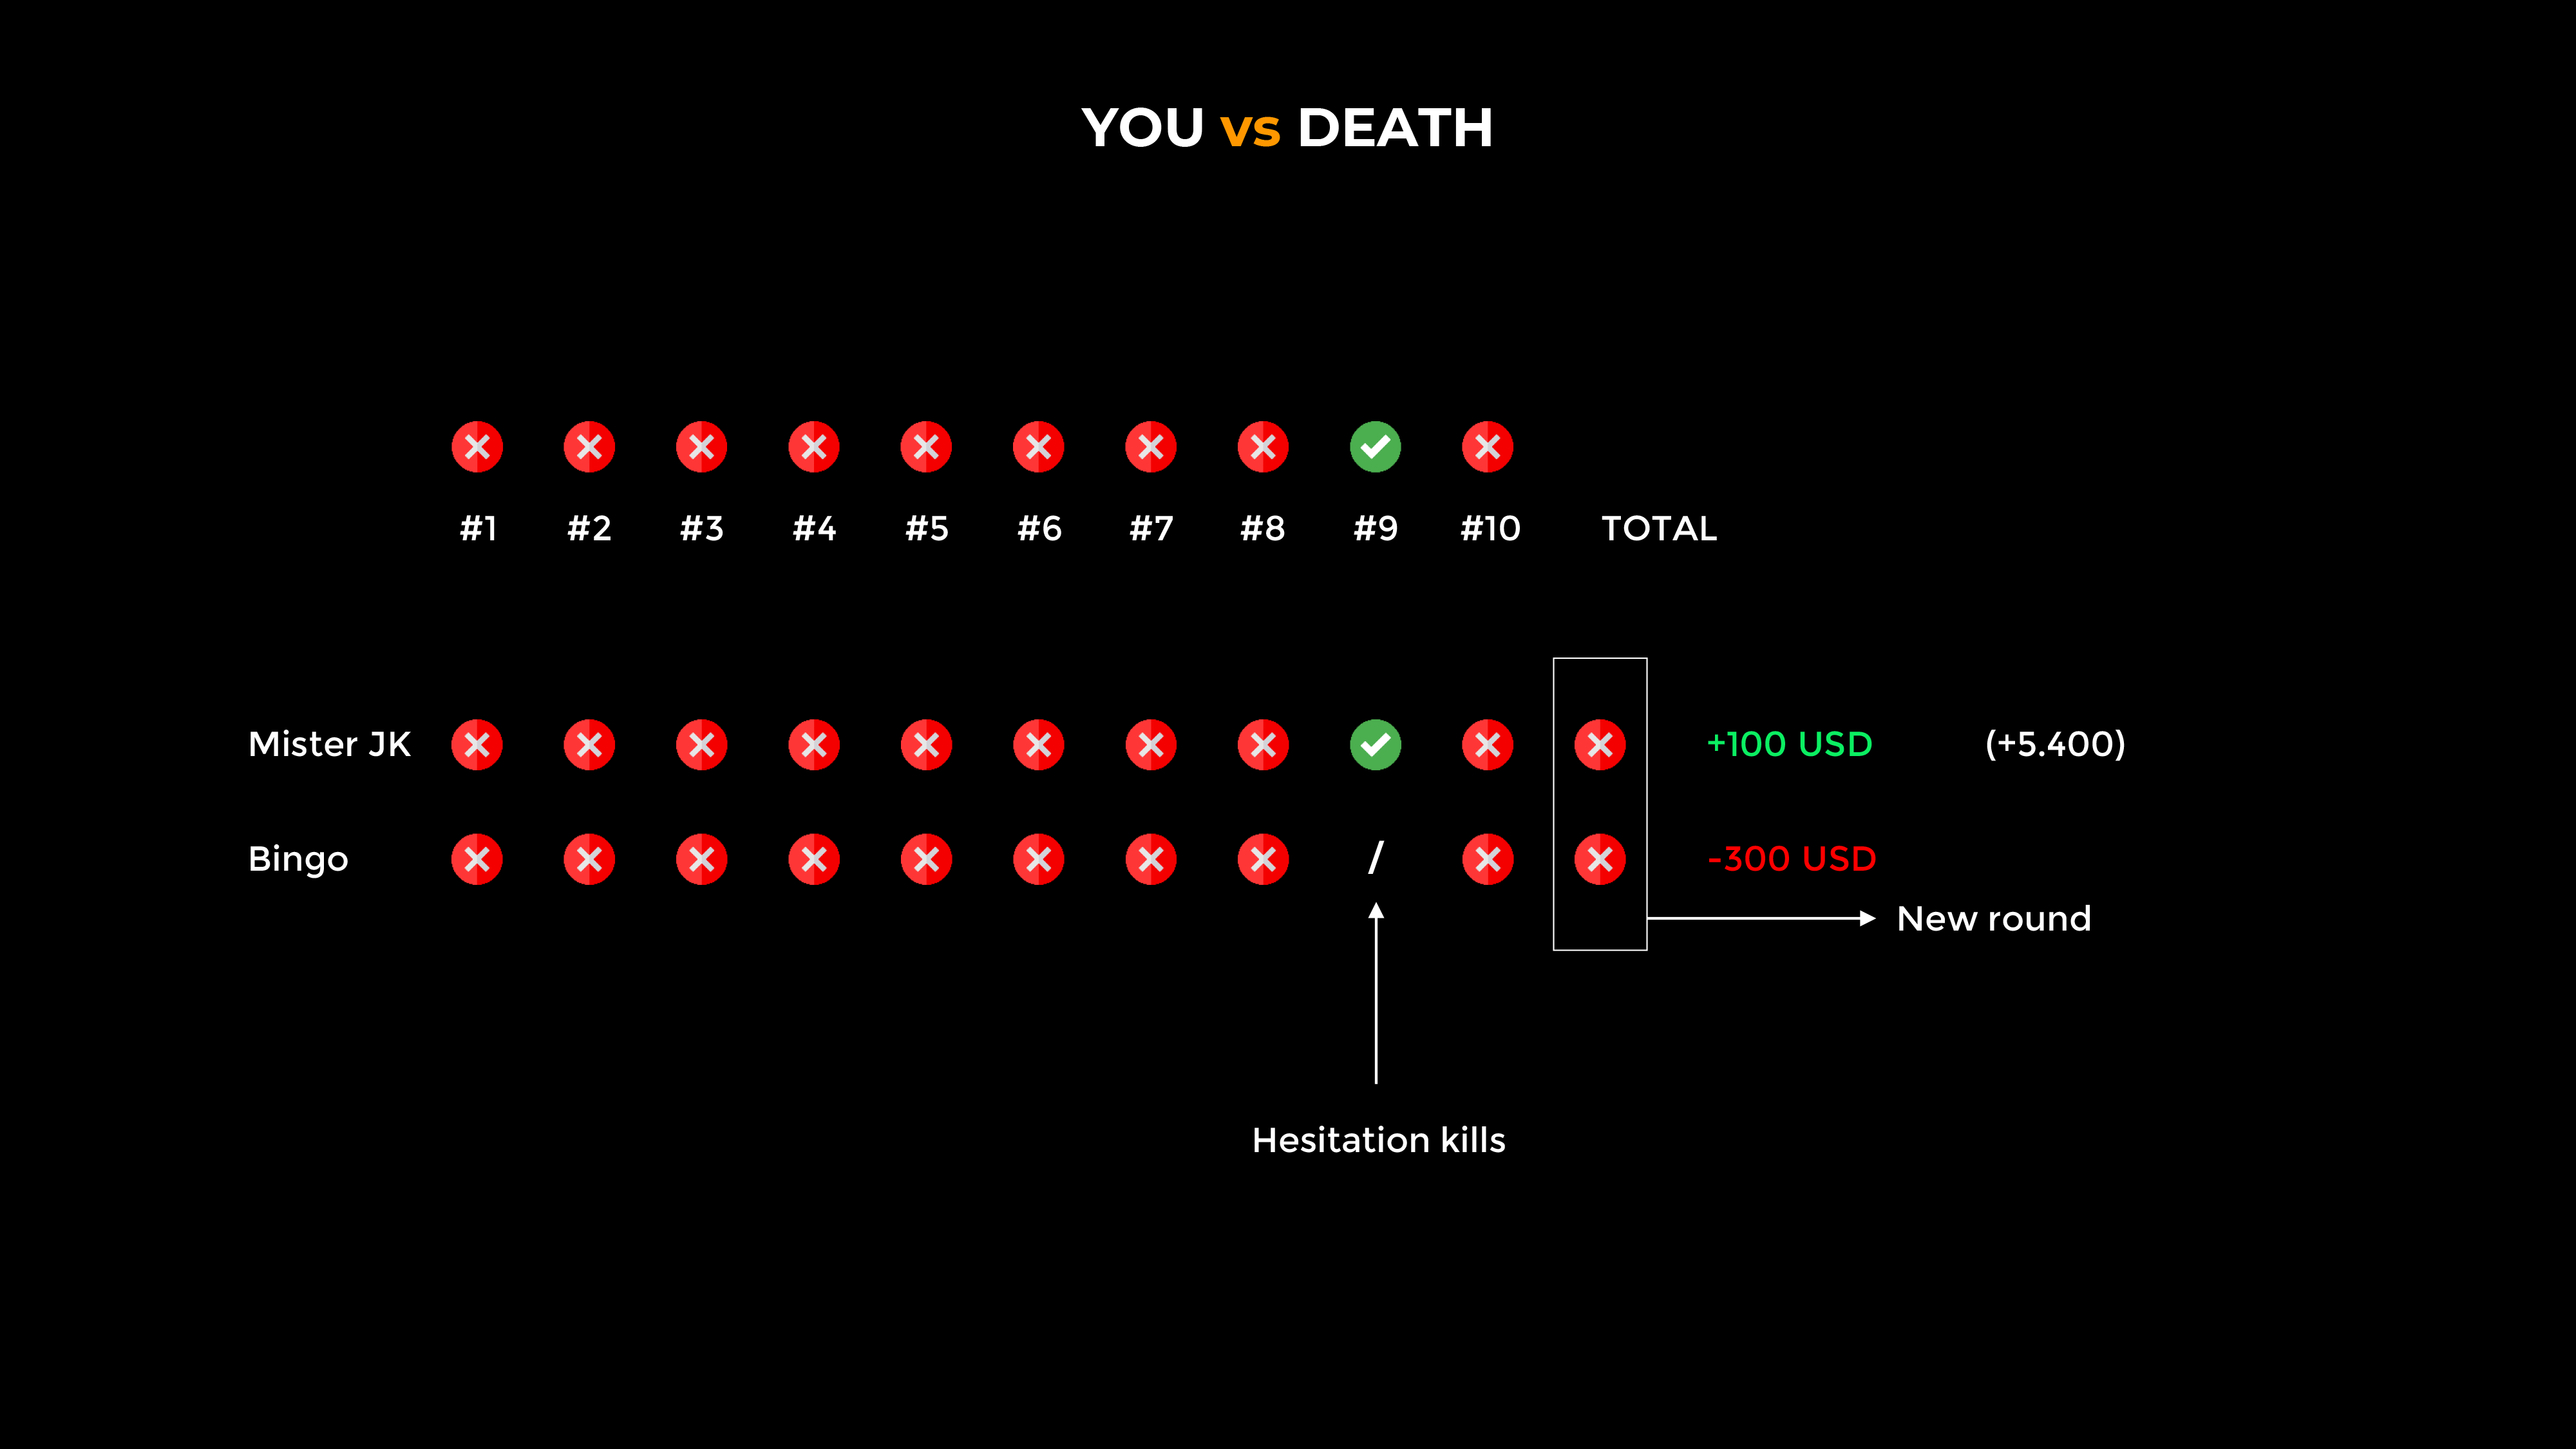 YOU vs DEATH
#1 #2 #3 #4 #5 #6 #7 #8 #9 #10 TOTAL
Mister JK +100 USD (+5.400)
Bingo / -300 USD
New round
Hesitation kills